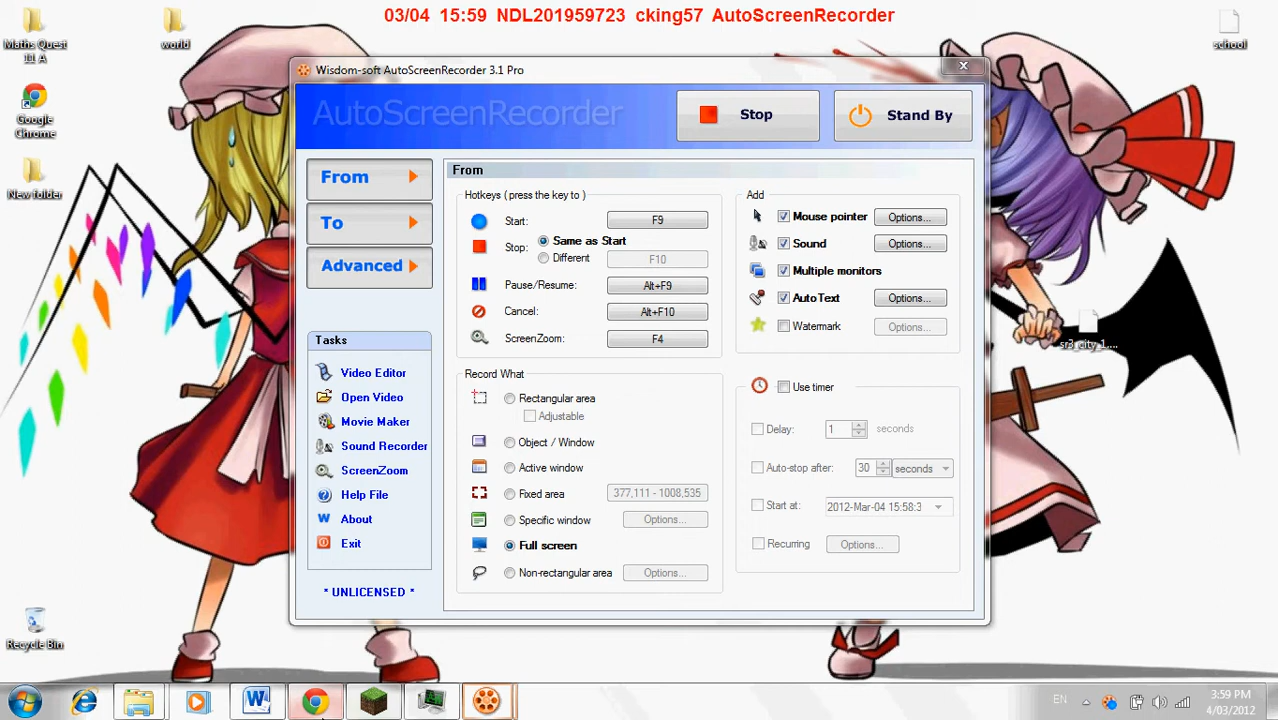 03/04 15:59 NDL201959723 cking57 AutoScreenRecorder
Maths Quest
11 A
world
school
Google
Chrome
New folder
sr3_city_1....
Recycle Bin
Wisdom-soft AutoScreenRecorder 3.1 Pro
AutoScreenRecorder
Stop
Stand By
From
To
Advanced
Tasks
Video Editor
Open Video
Movie Maker
Sound Recorder
ScreenZoom
Help File
About
Exit
* UNLICENSED *
From
Hotkeys ( press the key to )
Start: F9
Stop: Same as Start
Different F10
Pause/Resume: Alt+F9
Cancel: Alt+F10
ScreenZoom: F4
Record What
Rectangular area
Adjustable
Object / Window
Active window
Fixed area 377,111 - 1008,535
Specific window Options...
Full screen
Non-rectangular area Options...
Add
Mouse pointer Options...
Sound Options...
Multiple monitors
Auto Text Options...
Watermark Options...
Use timer
Delay: 1 seconds
Auto-stop after: 30 seconds
Start at: 2012-Mar-04 15:58:3
Recurring Options...
EN
3:59 PM
4/03/2012